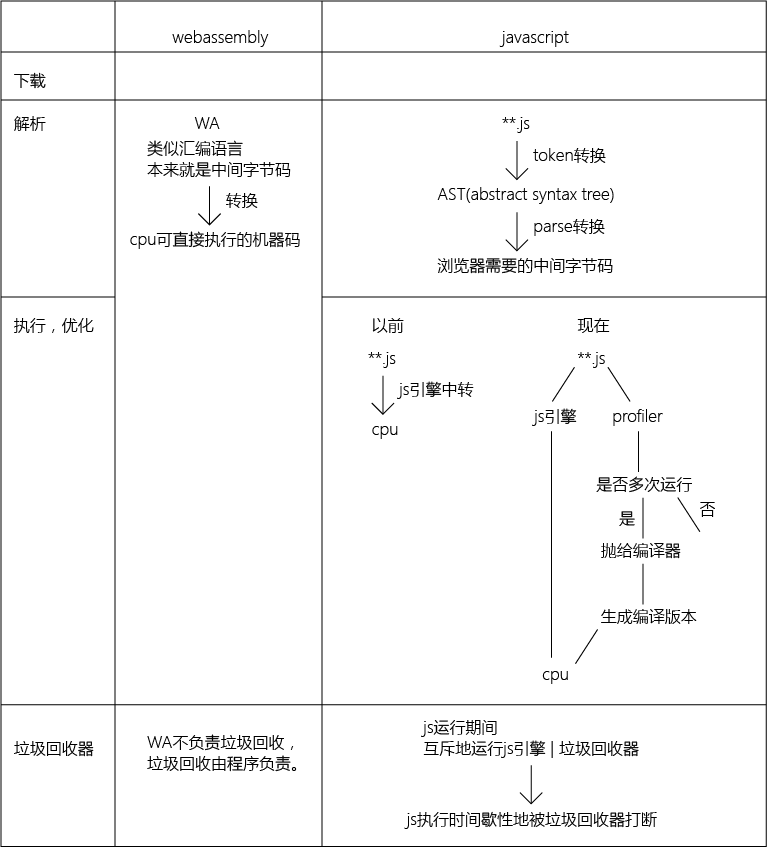 webassembly
javascript
下载
解析
WA
类似汇编语言
本来就是中间字节码
转换
cpu可直接执行的机器码
**.js
token转换
AST(abstract syntax tree)
parse转换
浏览器需要的中间字节码
执行，优化
以前
**.js
js引擎中转
cpu
现在
**.js
js引擎
profiler
是否多次运行
是
否
抛给编译器
生成编译版本
cpu
垃圾回收器
WA不负责垃圾回收，
垃圾回收由程序负责。
js运行期间
互斥地运行js引擎 | 垃圾回收器
js执行时间歇性地被垃圾回收器打断